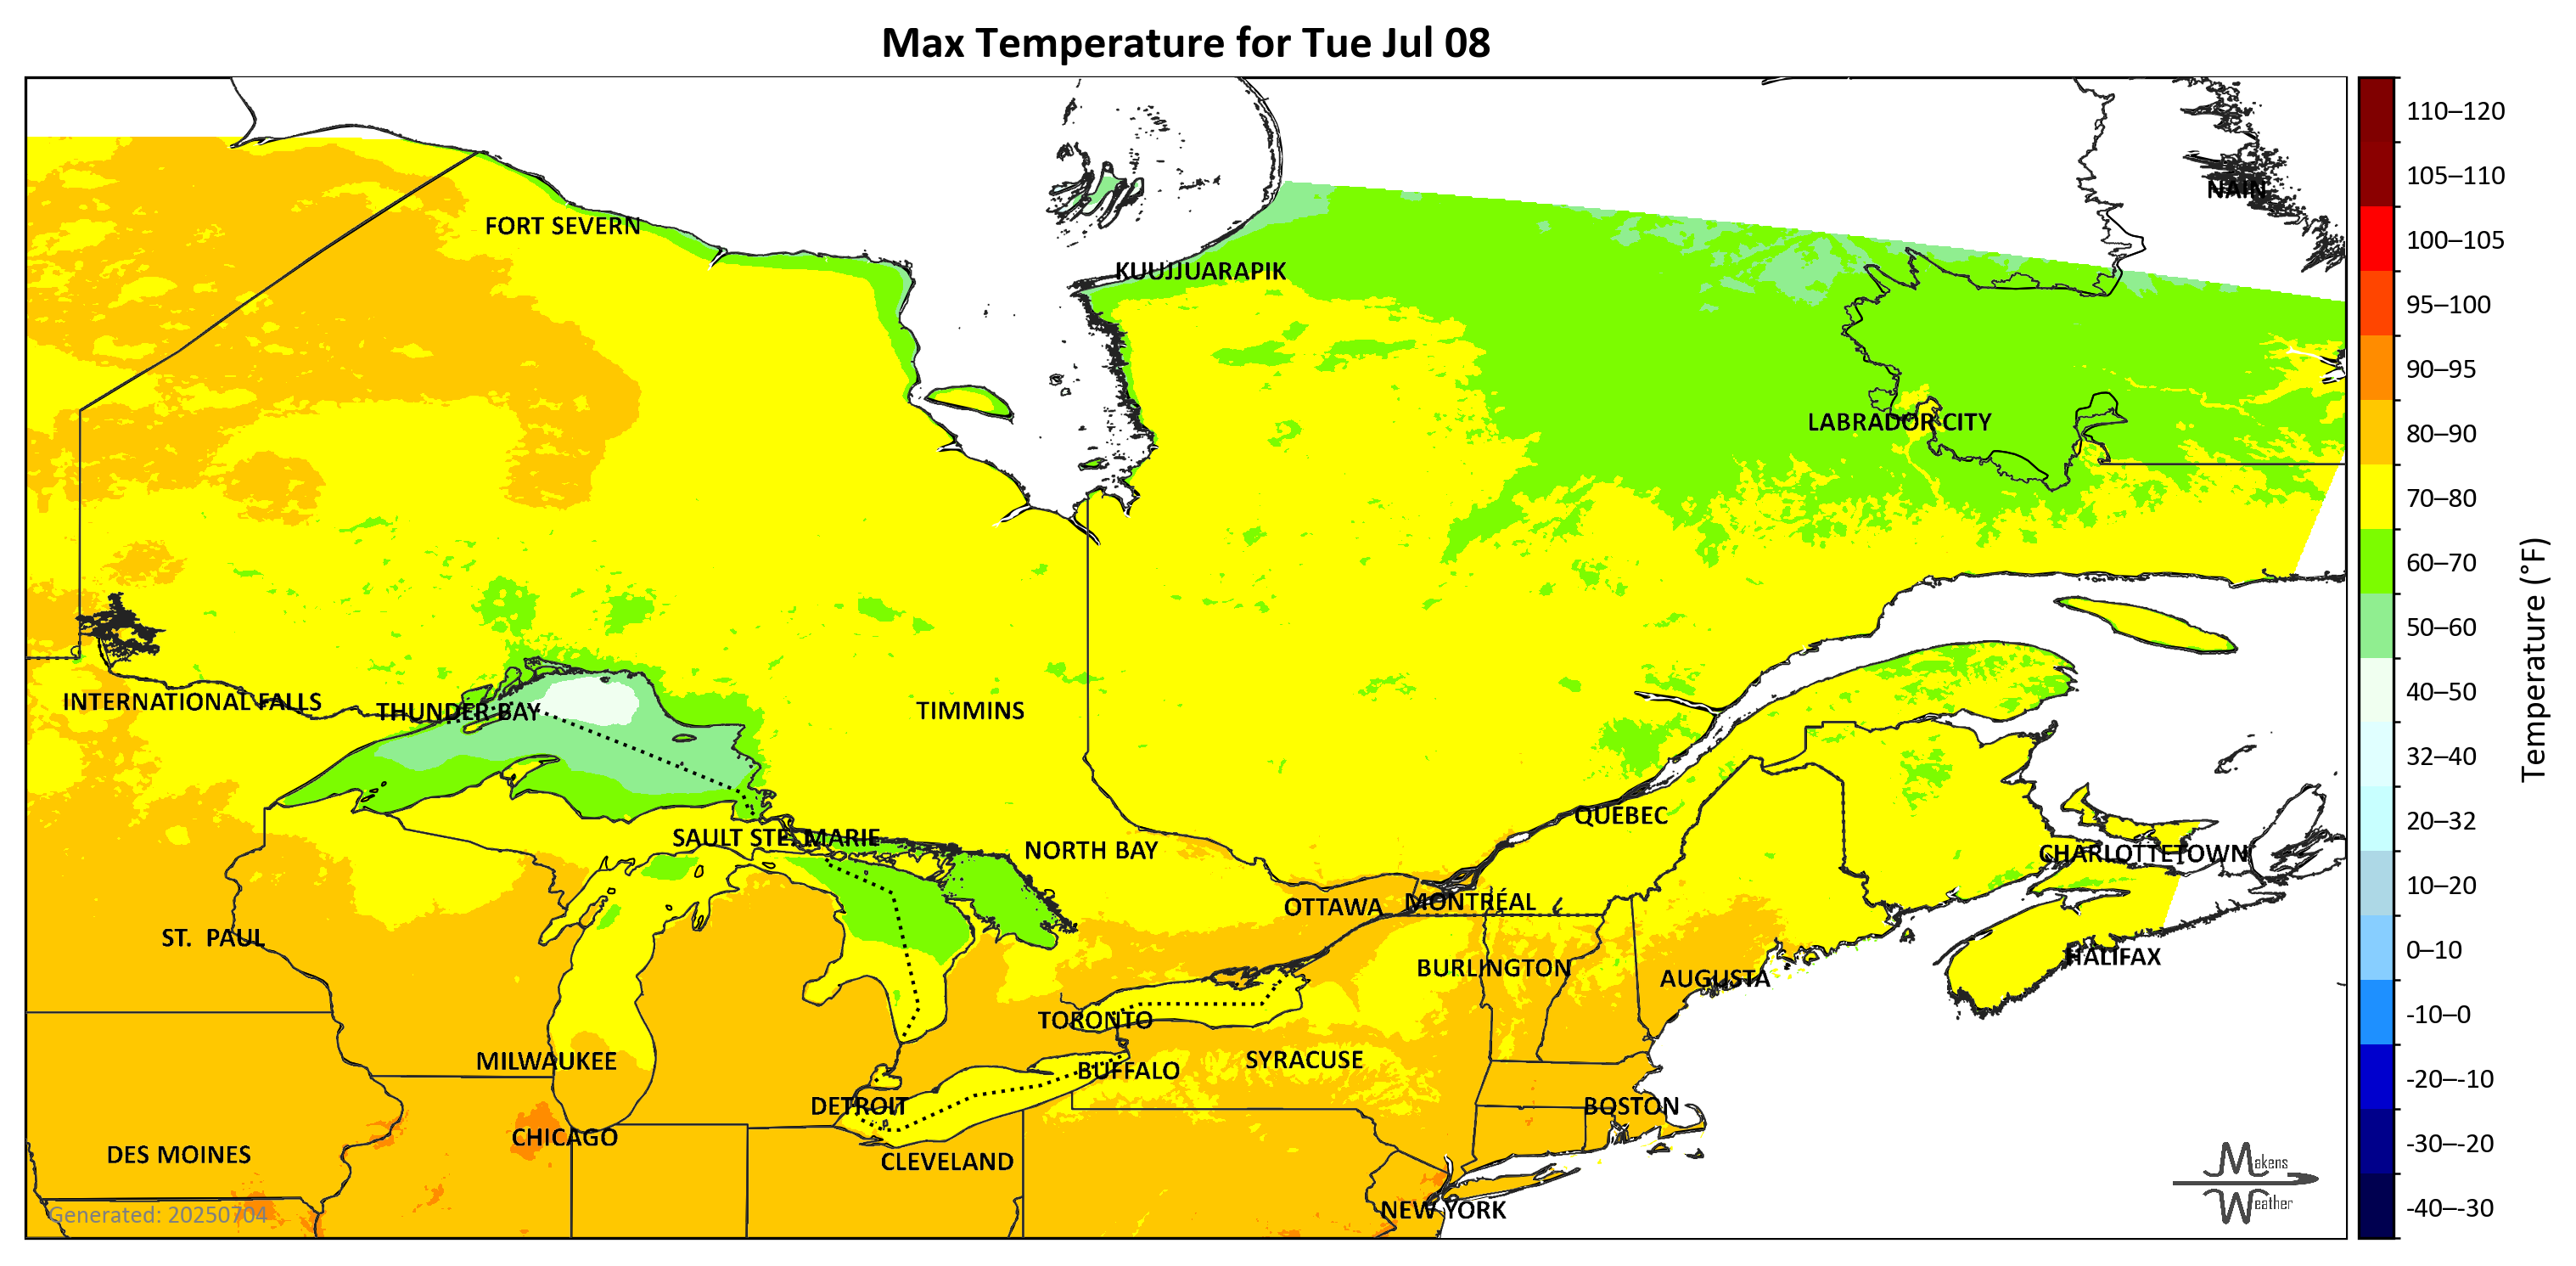 Max Temperature for Tue Jul 08
NAIN
FORT SEVERN
KUUJJUARAPIK
LABRADOR CITY
INTERNATIONAL FALLS
THUNDER BAY
TIMMINS
QUEBEC
SAULT STE. MARIE
NORTH BAY
CHARLOTTETOWN
OTTAWA
MONTRÉAL
ST. PAUL
HALIFAX
BURLINGTON
AUGUSTA
TORONTO
MILWAUKEE
SYRACUSE
BUFFALO
DETROIT
BOSTON
CHICAGO
DES MOINES
CLEVELAND
NEW YORK
Generated: 20250704
Makens
Weather
110–120
105–110
100–105
95–100
90–95
80–90
70–80
60–70
50–60
40–50
32–40
20–32
10–20
0–10
-10–0
-20–-10
-30–-20
-40–-30
Temperature (°F)